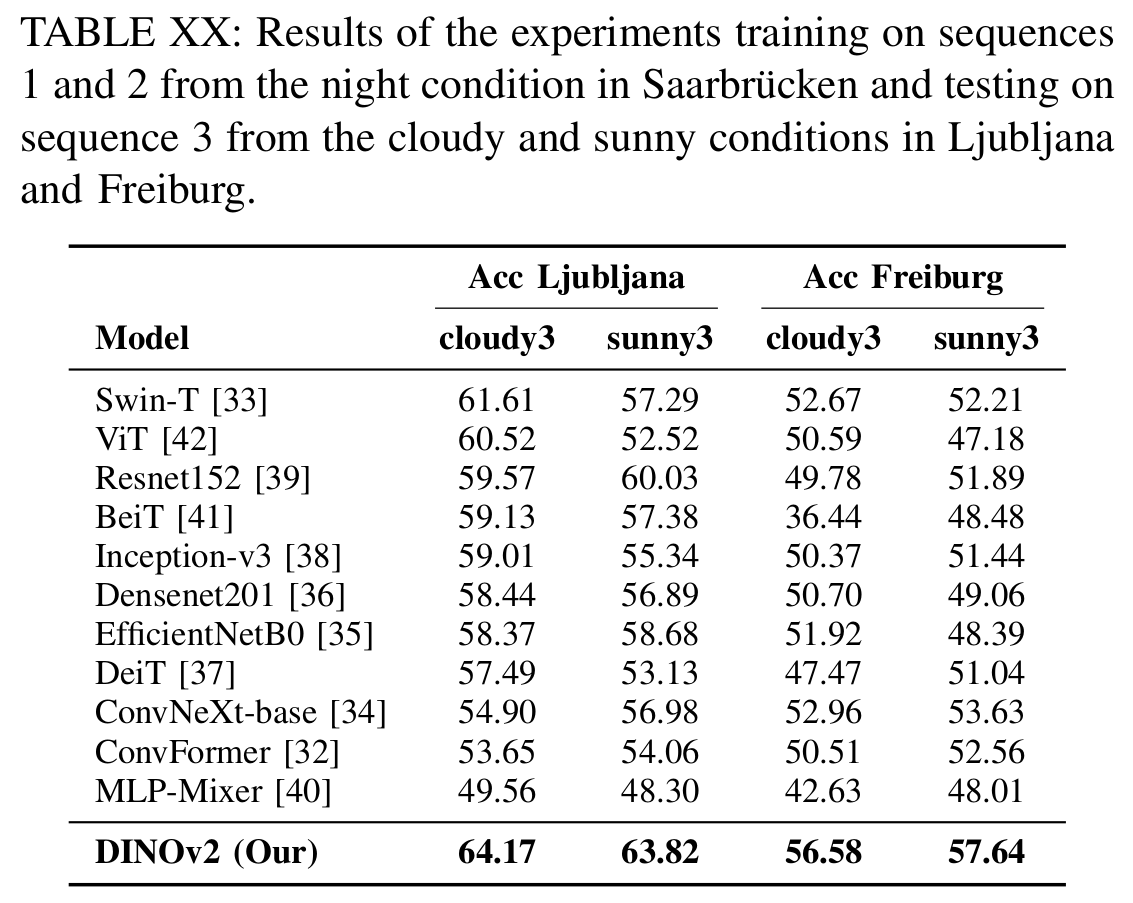 TABLE XX: Results of the experiments training on sequences
1 and 2 from the night condition in Saarbrücken and testing on
sequence 3 from the cloudy and sunny conditions in Ljubljana
and Freiburg.
Acc Ljubljana Acc Freiburg
Model cloudy3 sunny3 cloudy3 sunny3
Swin-T [33] 61.61 57.29 52.67 52.21
ViT [42] 60.52 52.52 50.59 47.18
Resnet152 [39] 59.57 60.03 49.78 51.89
BeiT [41] 59.13 57.38 36.44 48.48
Inception-v3 [38] 59.01 55.34 50.37 51.44
Densenet201 [36] 58.44 56.89 50.70 49.06
EfficientNetB0 [35] 58.37 58.68 51.92 48.39
DeiT [37] 57.49 53.13 47.47 51.04
ConvNeXt-base [34] 54.90 56.98 52.96 53.63
ConvFormer [32] 53.65 54.06 50.51 52.56
MLP-Mixer [40] 49.56 48.30 42.63 48.01
DINOv2 (Our) 64.17 63.82 56.58 57.64